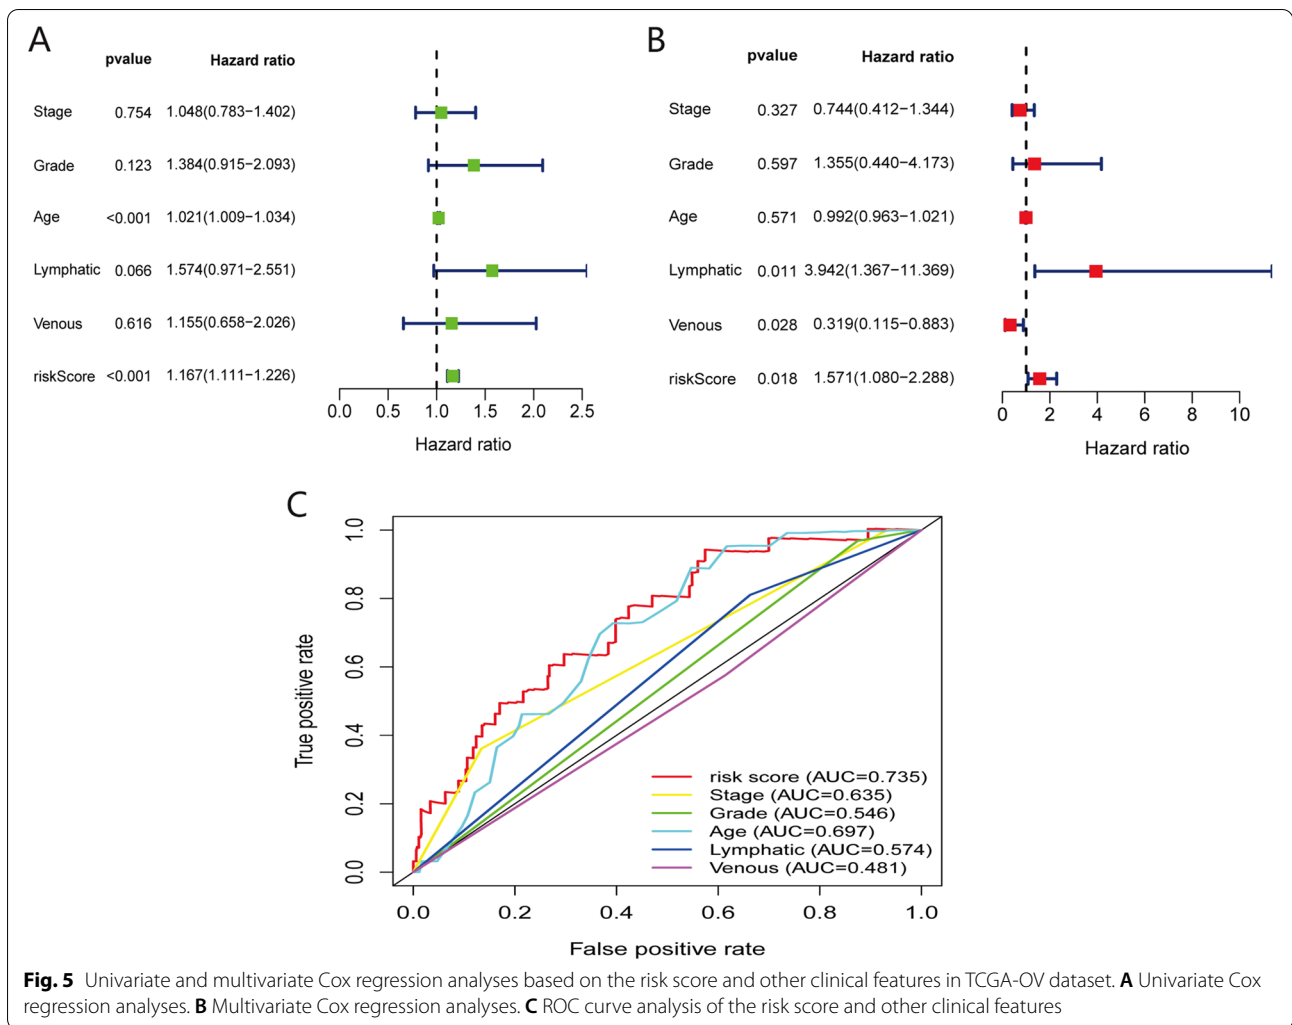 A
pvalue Hazard ratio
Stage 0.754 1.048(0.783−1.402)
Grade 0.123 1.384(0.915−2.093)
Age <0.001 1.021(1.009−1.034)
Lymphatic 0.066 1.574(0.971−2.551)
Venous 0.616 1.155(0.658−2.026)
riskScore <0.001 1.167(1.111−1.226)
0.0 0.5 1.0 1.5 2.0 2.5
Hazard ratio
B
pvalue Hazard ratio
Stage 0.327 0.744(0.412−1.344)
Grade 0.597 1.355(0.440−4.173)
Age 0.571 0.992(0.963−1.021)
Lymphatic 0.011 3.942(1.367−11.369)
Venous 0.028 0.319(0.115−0.883)
riskScore 0.018 1.571(1.080−2.288)
0 2 4 6 8 10
Hazard ratio
C
True positive rate
1.0
0.8
0.6
0.4
0.2
0.0
risk score (AUC=0.735)
Stage (AUC=0.635)
Grade (AUC=0.546)
Age (AUC=0.697)
Lymphatic (AUC=0.574)
Venous (AUC=0.481)
0.0 0.2 0.4 0.6 0.8 1.0
False positive rate
Fig. 5 Univariate and multivariate Cox regression analyses based on the risk score and other clinical features in TCGA-OV dataset. A Univariate Cox
regression analyses. B Multivariate Cox regression analyses. C ROC curve analysis of the risk score and other clinical features